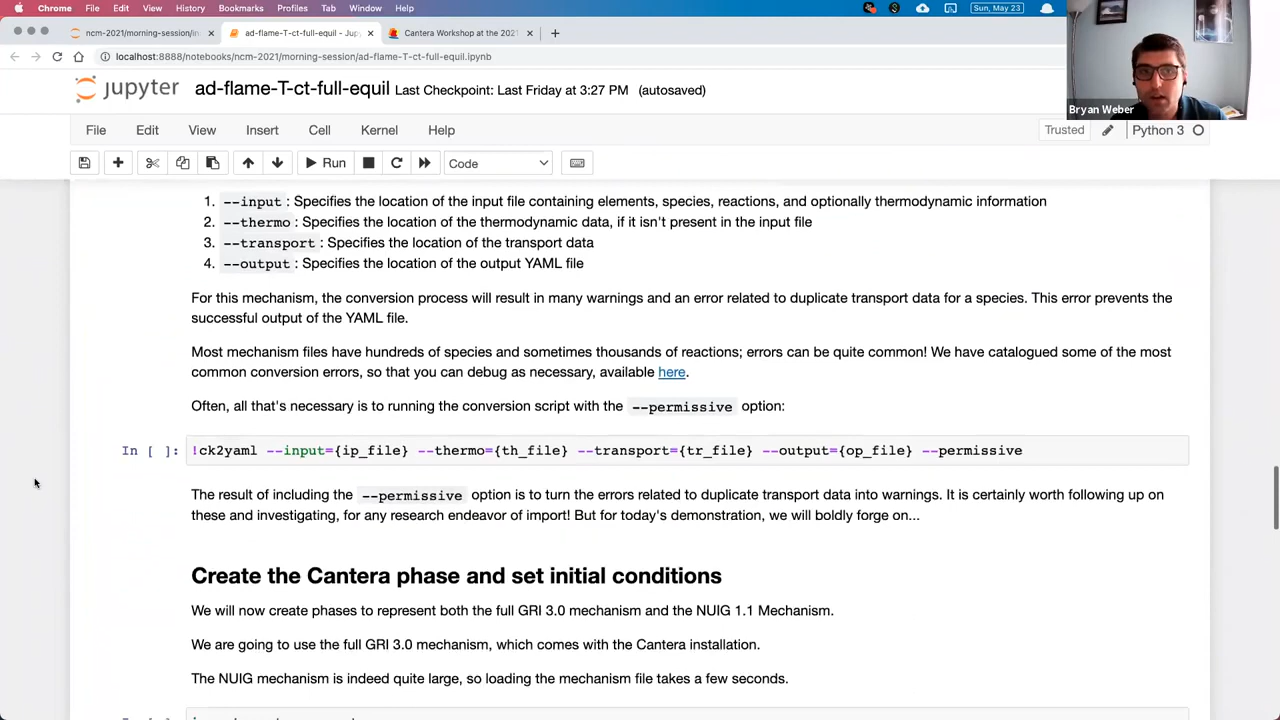 Chrome File Edit View History Bookmarks Profiles Tab Window Help Sun, May 23
ncm-2021/morning-session/in
ad-flame-T-ct-full-equil - Jup
Cantera Workshop at the 202
localhost:8888/notebooks/ncm-2021/morning-session/ad-flame-T-ct-full-equil.ipynb
jupyter ad-flame-T-ct-full-equil Last Checkpoint: Last Friday at 3:27 PM (autosaved)
Bryan Weber
File Edit View Insert Cell Kernel Help Trusted Python 3
Run Code
1. --input : Specifies the location of the input file containing elements, species, reactions, and optionally thermodynamic information
2. --thermo : Specifies the location of the thermodynamic data, if it isn't present in the input file
3. --transport : Specifies the location of the transport data
4. --output : Specifies the location of the output YAML file
For this mechanism, the conversion process will result in many warnings and an error related to duplicate transport data for a species. This error prevents the
successful output of the YAML file.
Most mechanism files have hundreds of species and sometimes thousands of reactions; errors can be quite common! We have catalogued some of the most
common conversion errors, so that you can debug as necessary, available here.
Often, all that's necessary is to running the conversion script with the --permissive option:
In [ ]: !ck2yaml --input={ip_file} --thermo={th_file} --transport={tr_file} --output={op_file} --permissive
The result of including the --permissive option is to turn the errors related to duplicate transport data into warnings. It is certainly worth following up on
these and investigating, for any research endeavor of import! But for today's demonstration, we will boldly forge on...
Create the Cantera phase and set initial conditions
We will now create phases to represent both the full GRI 3.0 mechanism and the NUIG 1.1 Mechanism.
We are going to use the full GRI 3.0 mechanism, which comes with the Cantera installation.
The NUIG mechanism is indeed quite large, so loading the mechanism file takes a few seconds.